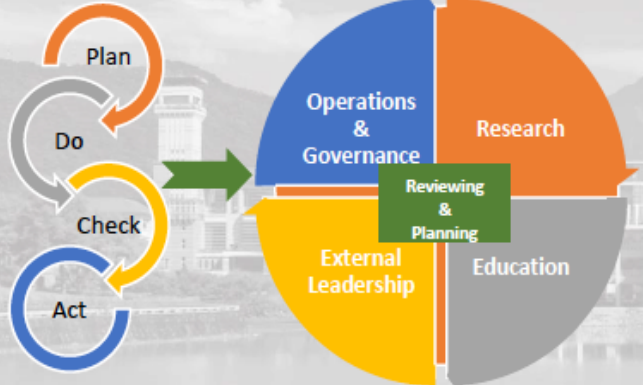 Plan
Do
Check
Act
Operations
&
Governance
Research
Reviewing
&
Planning
External
Leadership
Education